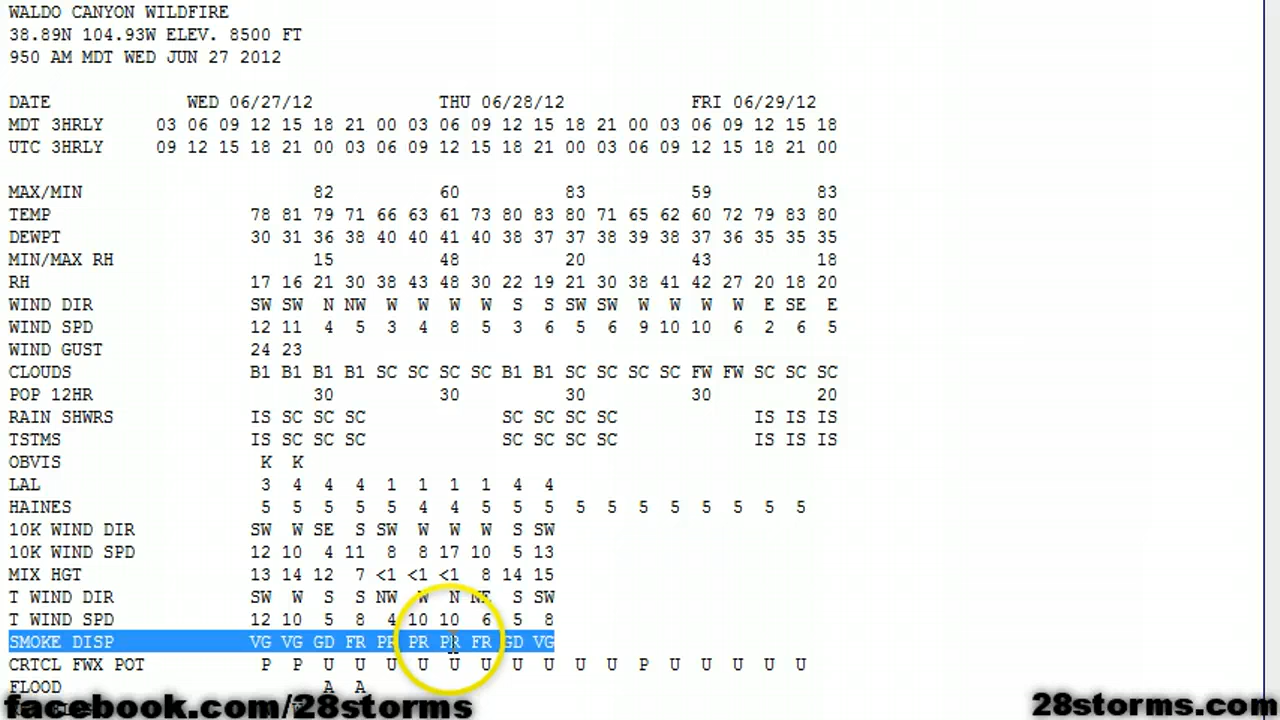 WALDO CANYON WILDFIRE
38.89N 104.93W ELEV. 8500 FT
950 AM MDT WED JUN 27 2012
DATE WED 06/27/12 THU 06/28/12 FRI 06/29/12
MDT 3HRLY 03 06 09 12 15 18 21 00 03 06 09 12 15 18 21 00 03 06 09 12 15 18
UTC 3HRLY 09 12 15 18 21 00 03 06 09 12 15 18 21 00 03 06 09 12 15 18 21 00
MAX/MIN 82 60 83 59 83
TEMP 78 81 79 71 66 63 61 73 80 83 80 71 65 62 60 72 79 83 80
DEWPT 30 31 36 38 40 40 41 40 38 37 37 38 39 38 37 36 35 35 35
MIN/MAX RH 15 48 20 43 18
RH 17 16 21 30 38 43 48 30 22 19 21 30 38 41 42 27 20 18 20
WIND DIR SW SW N NW W W W W S S SW SW W W W W E SE E
WIND SPD 12 11 4 5 3 4 8 5 3 6 5 6 9 10 10 6 2 6 5
WIND GUST 24 23
CLOUDS B1 B1 B1 B1 SC SC SC SC B1 B1 SC SC SC SC FW FW SC SC SC
POP 12HR 30 30 30 30 20
RAIN SHWRS IS SC SC SC SC SC SC SC IS IS IS
TSTMS IS SC SC SC SC SC SC SC IS IS IS
OBVIS K K
LAL 3 4 4 4 1 1 1 1 4 4
HAINES 5 5 5 5 5 4 4 5 5 5 5 5 5 5 5 5 5 5
10K WIND DIR SW W SE S SW W W W S SW
10K WIND SPD 12 10 4 11 8 8 17 10 5 13
MIX HGT 13 14 12 7 <1 <1 <1 8 14 15
T WIND DIR SW W S S NW W N NE S SW
T WIND SPD 12 10 5 8 4 10 10 6 5 8
SMOKE DISP VG VG GD FR PR PR PR FR GD VG
CRTCL FWX POT P P U U U U U U U U U U P U U U U U
FLOOD A A
facebook.com/28storms 28storms.com